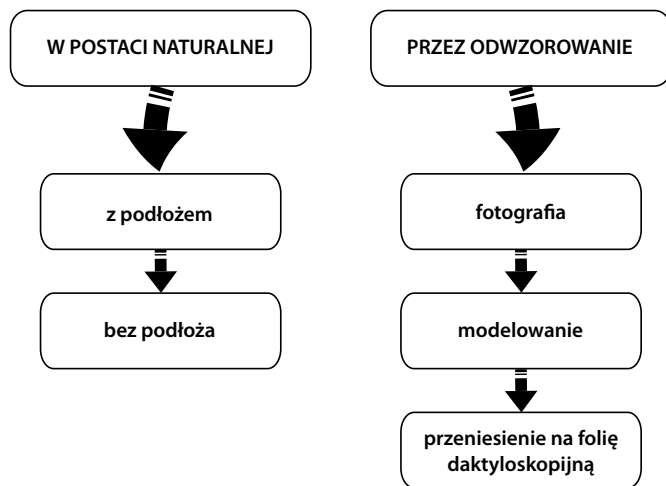 W POSTACI NATURALNEJ
z podłożem
bez podłoża
PRZEZ ODWZOROWANIE
fotografia
modelowanie
przeniesienie na folię
daktyloskopijną